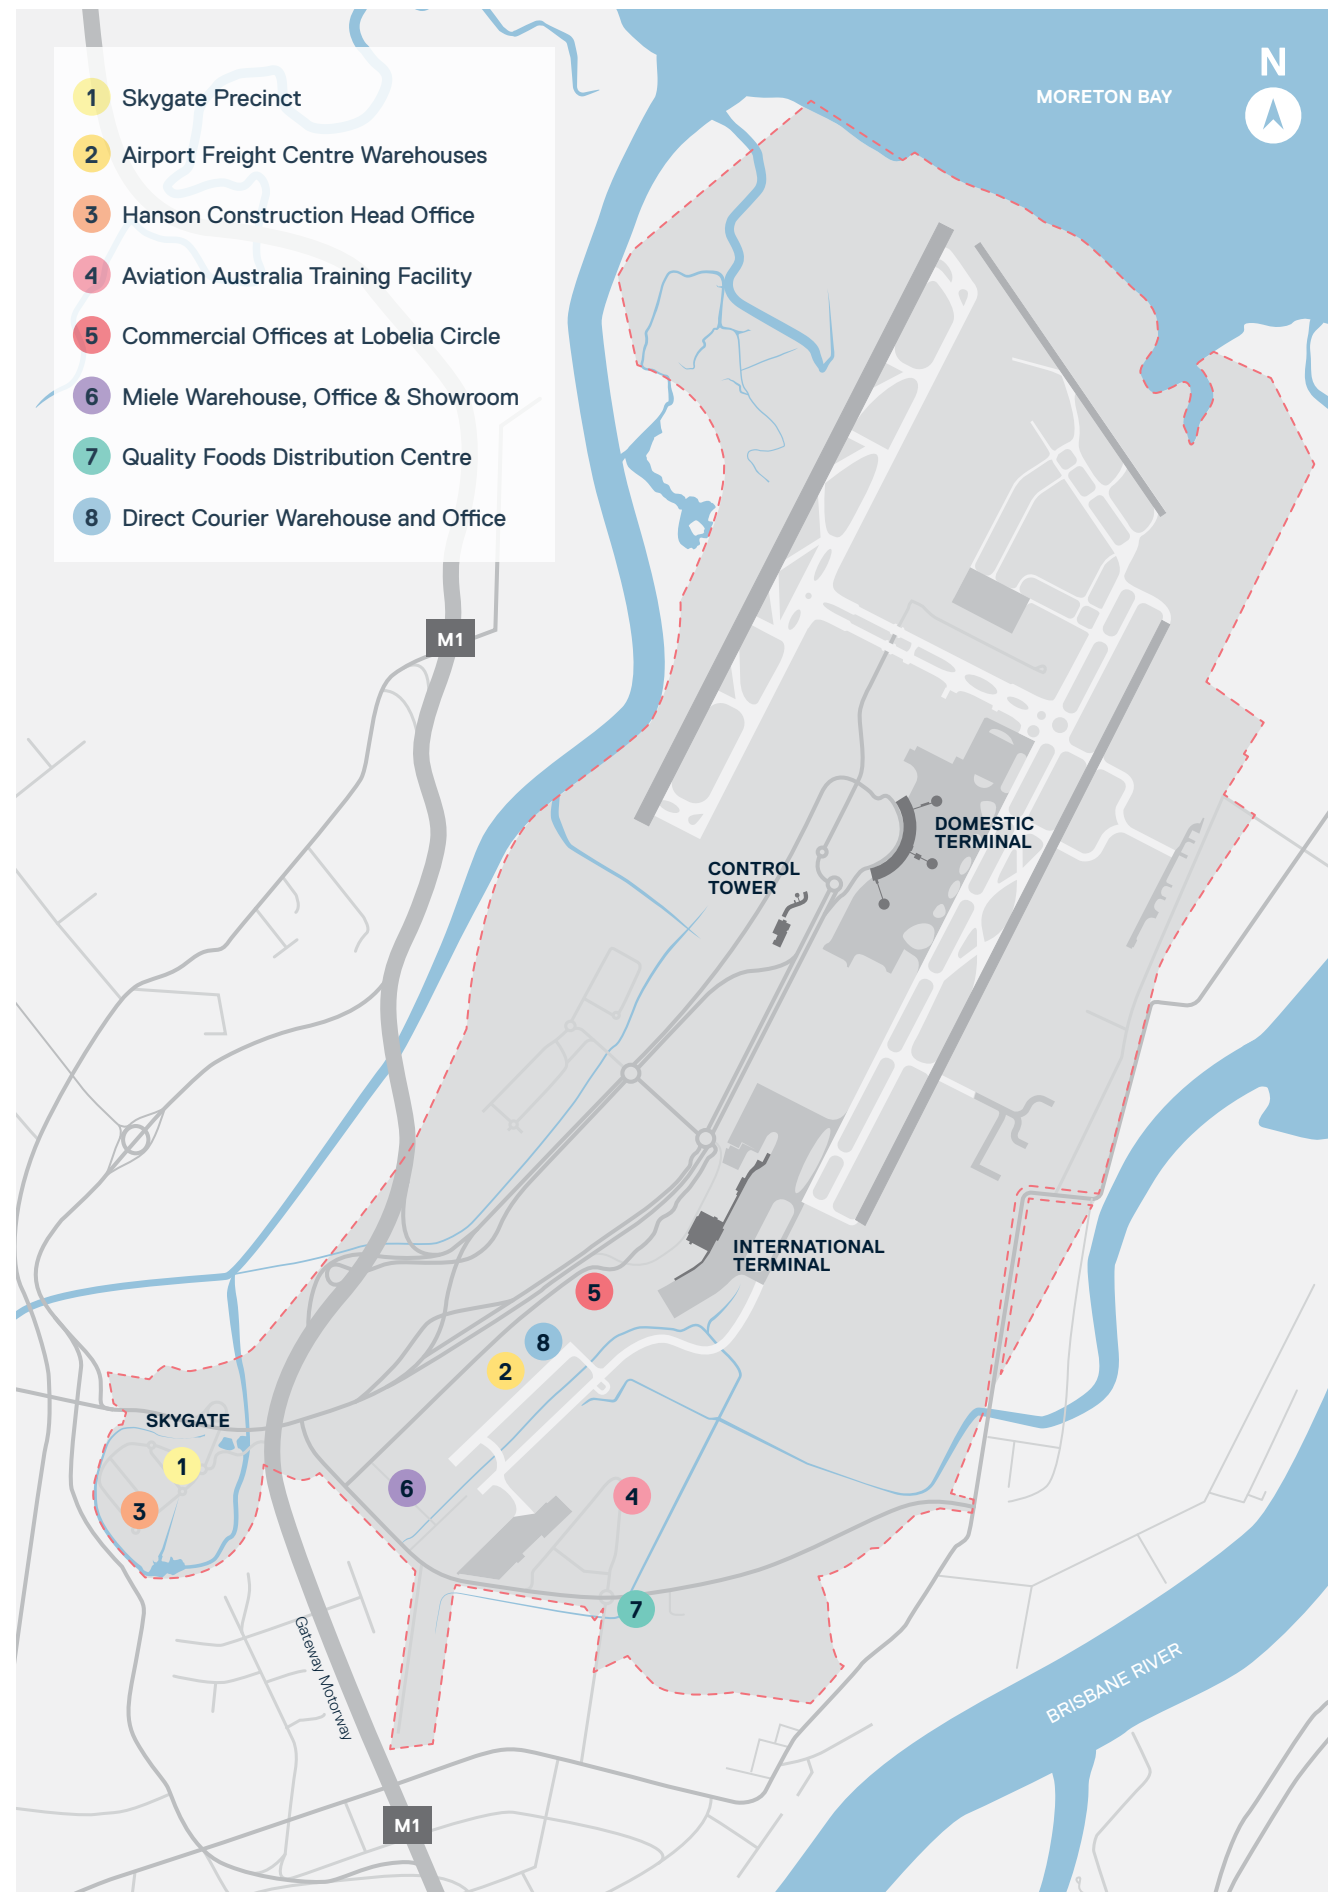 1 Skygate Precinct
2 Airport Freight Centre Warehouses
3 Hanson Construction Head Office
4 Aviation Australia Training Facility
5 Commercial Offices at Lobelia Circle
6 Miele Warehouse, Office & Showroom
7 Quality Foods Distribution Centre
8 Direct Courier Warehouse and Office
N
MORETON BAY
M1
DOMESTIC
TERMINAL
CONTROL
TOWER
INTERNATIONAL
TERMINAL
5
8
2
SKYGATE
1
6
4
3
7
Gateway Motorway
BRISBANE RIVER
M1